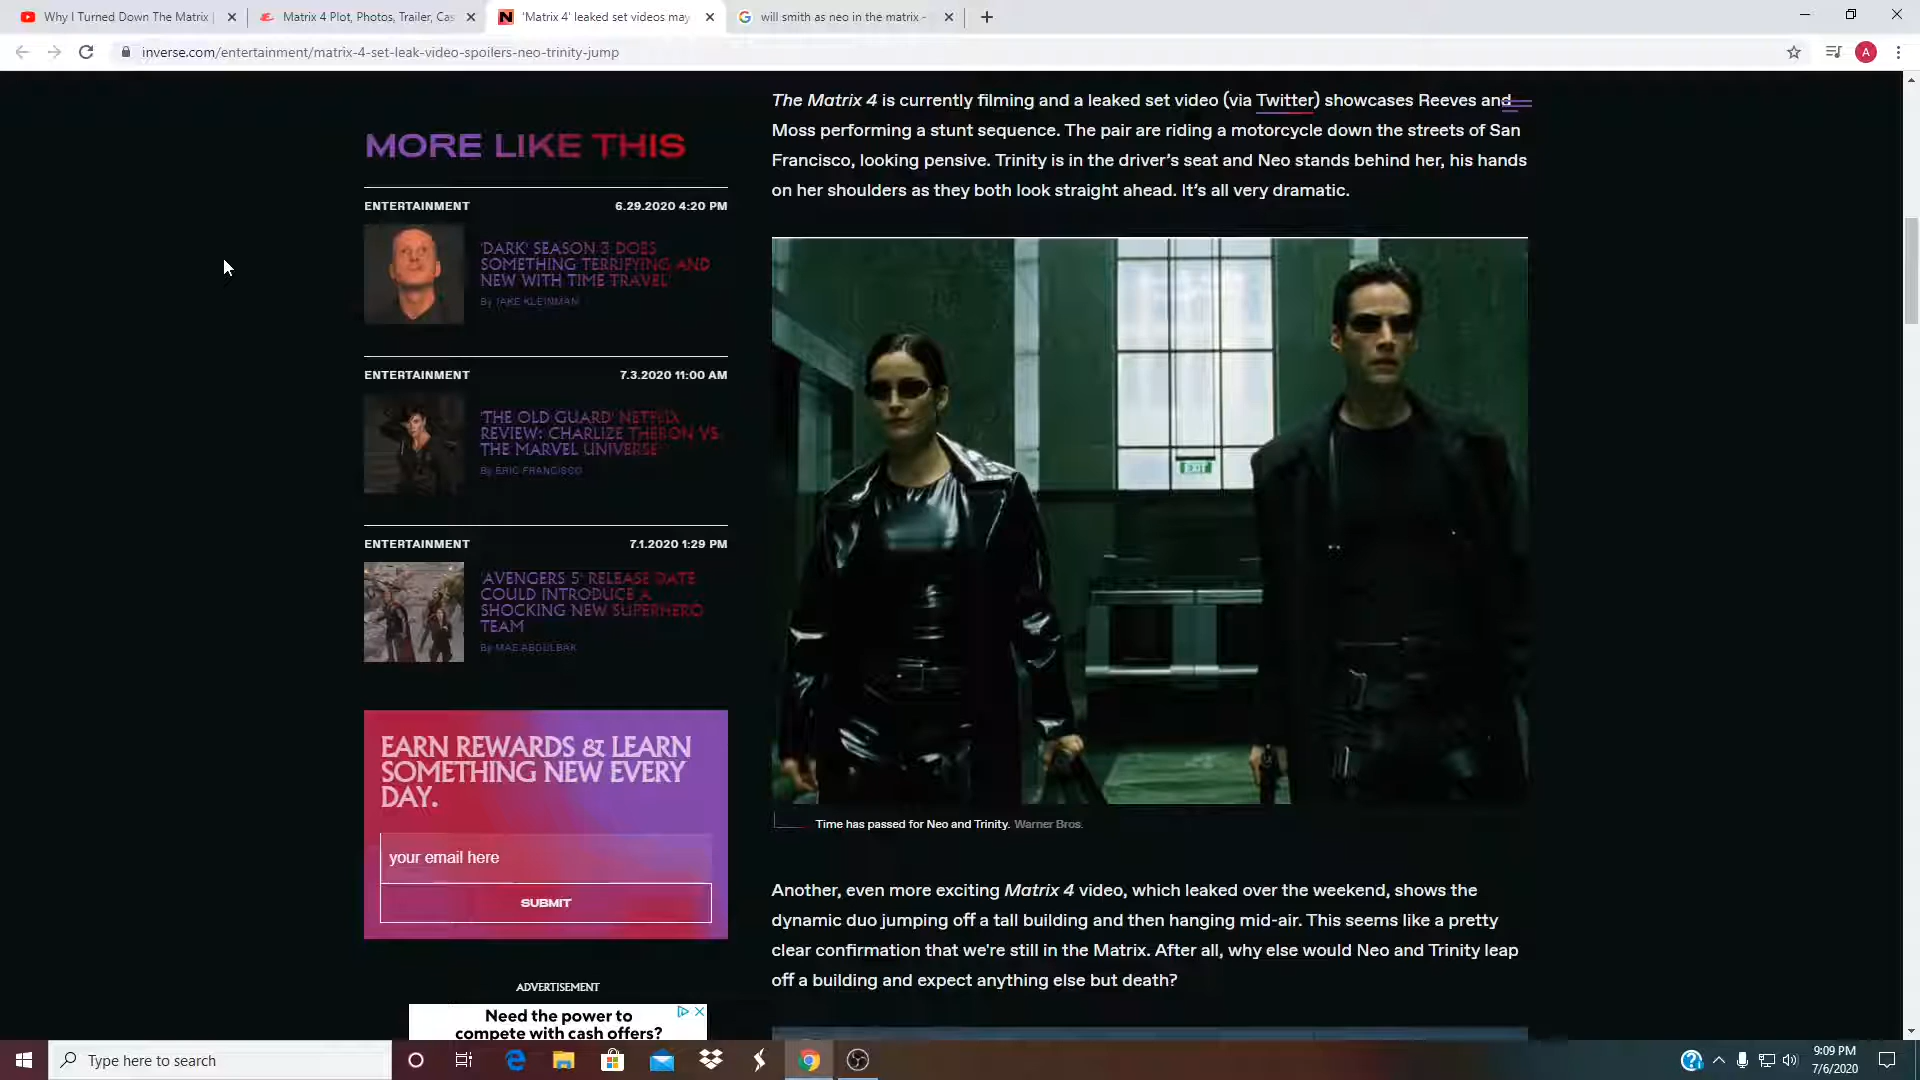 Why I Turned Down The Matrix |
Matrix 4 Plot, Photos, Trailer, Cas
'Matrix 4' leaked set videos may
will smith as neo in the matrix -
inverse.com/entertainment/matrix-4-set-leak-video-spoilers-neo-trinity-jump
A
MORE LIKE THIS
ENTERTAINMENT 6.29.2020 4:20 PM
'DARK' SEASON 3 DOES
SOMETHING TERRIFYING AND
NEW WITH TIME TRAVEL
By JAKE KLEINMAN
ENTERTAINMENT 7.3.2020 11:00 AM
'THE OLD GUARD' NETFLIX
REVIEW: CHARLIZE THERON VS.
THE MARVEL UNIVERSE
By ERIC FRANCISCO
ENTERTAINMENT 7.1.2020 1:29 PM
'AVENGERS 5' RELEASE DATE
COULD INTRODUCE A
SHOCKING NEW SUPERHERO
TEAM
By MAE ABDULBAKI
EARN REWARDS & LEARN
SOMETHING NEW EVERY
DAY.
your email here
SUBMIT
ADVERTISEMENT
Need the power to
compete with cash offers?
The Matrix 4 is currently filming and a leaked set video (via Twitter) showcases Reeves and
Moss performing a stunt sequence. The pair are riding a motorcycle down the streets of San
Francisco, looking pensive. Trinity is in the driver's seat and Neo stands behind her, his hands
on her shoulders as they both look straight ahead. It's all very dramatic.
EXIT
Time has passed for Neo and Trinity. Warner Bros.
Another, even more exciting Matrix 4 video, which leaked over the weekend, shows the
dynamic duo jumping off a tall building and then hanging mid-air. This seems like a pretty
clear confirmation that we're still in the Matrix. After all, why else would Neo and Trinity leap
off a building and expect anything else but death?
Type here to search
9:09 PM
7/6/2020